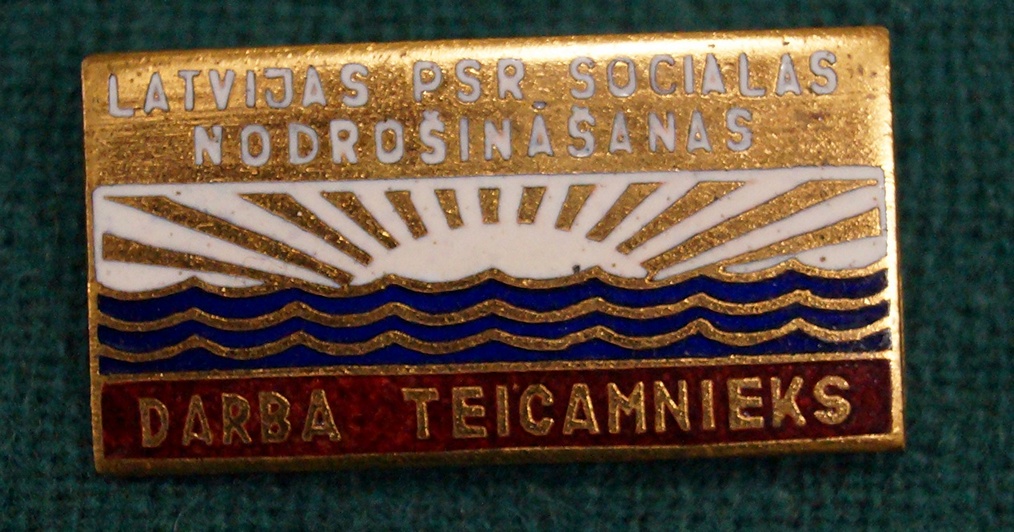 LATVIJAS PSR SOCIALAS
NODROŠINAŠANAS
DARBA TEICAMNIEKS